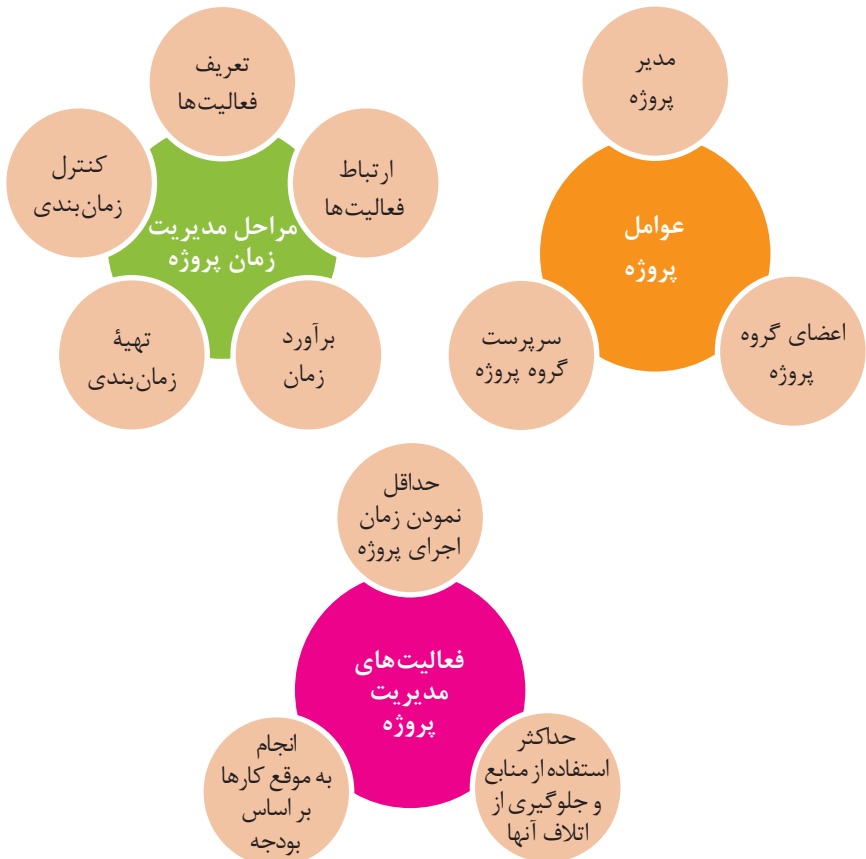 مدیر
پروژه
عوامل
پروژه
اعضای گروه
پروژه
سرپرست
گروه پروژه
تعریف
فعالیت‌ها
ارتباط
فعالیت‌ها
برآورد
زمان
تهیۀ
زمان‌بندی
کنترل
زمان‌بندی
مراحل مدیریت
زمان پروژه
حداقل
نمودن زمان
اجرای پروژه
فعالیت‌های
مدیریت
پروژه
حداکثر
استفاده از منابع
و جلوگیری از
اتلاف آنها
انجام
به موقع کارها
بر اساس
بودجه